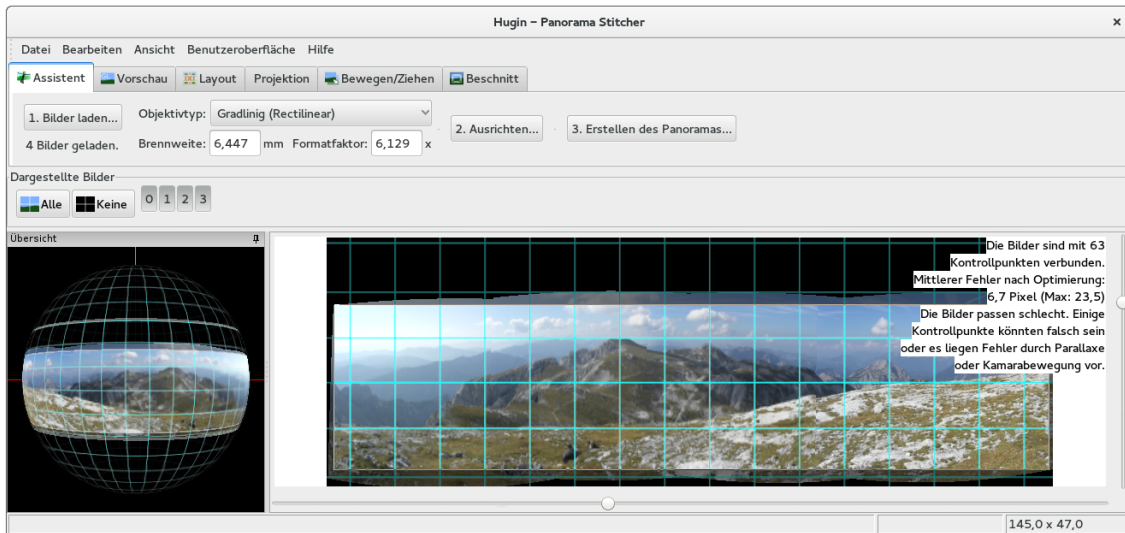 Hugin – Panorama Stitcher ×
Datei Bearbeiten Ansicht Benutzeroberfläche Hilfe
Assistent Vorschau Layout Projektion Bewegen/Ziehen Beschnitt
1. Bilder laden... Objektivtyp: Gradlinig (Rectilinear) 2. Ausrichten... 3. Erstellen des Panoramas...
4 Bilder geladen. Brennweite: 6,447 mm Formatfaktor: 6,129 x
Dargestellte Bilder
Alle Keine 0 1 2 3
Übersicht
Die Bilder sind mit 63
Kontrollpunkten verbunden.
Mittlerer Fehler nach Optimierung:
6,7 Pixel (Max: 23,5)
Die Bilder passen schlecht. Einige
Kontrollpunkte könnten falsch sein
oder es liegen Fehler durch Parallaxe
oder Kamarabewegung vor.
145,0 x 47,0